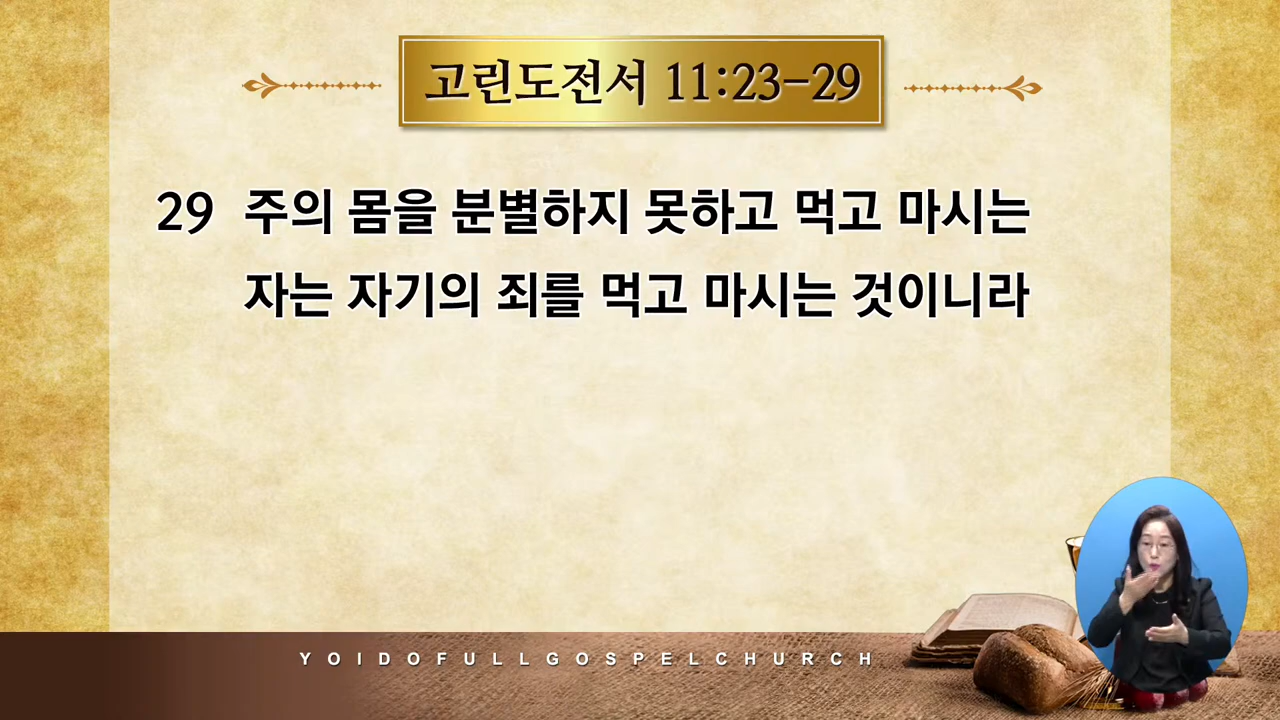 고린도전서 11:23-29
29 주의 몸을 분별하지 못하고 먹고 마시는
자는 자기의 죄를 먹고 마시는 것이니라
YOIDOFULLGOSPELCHURCH